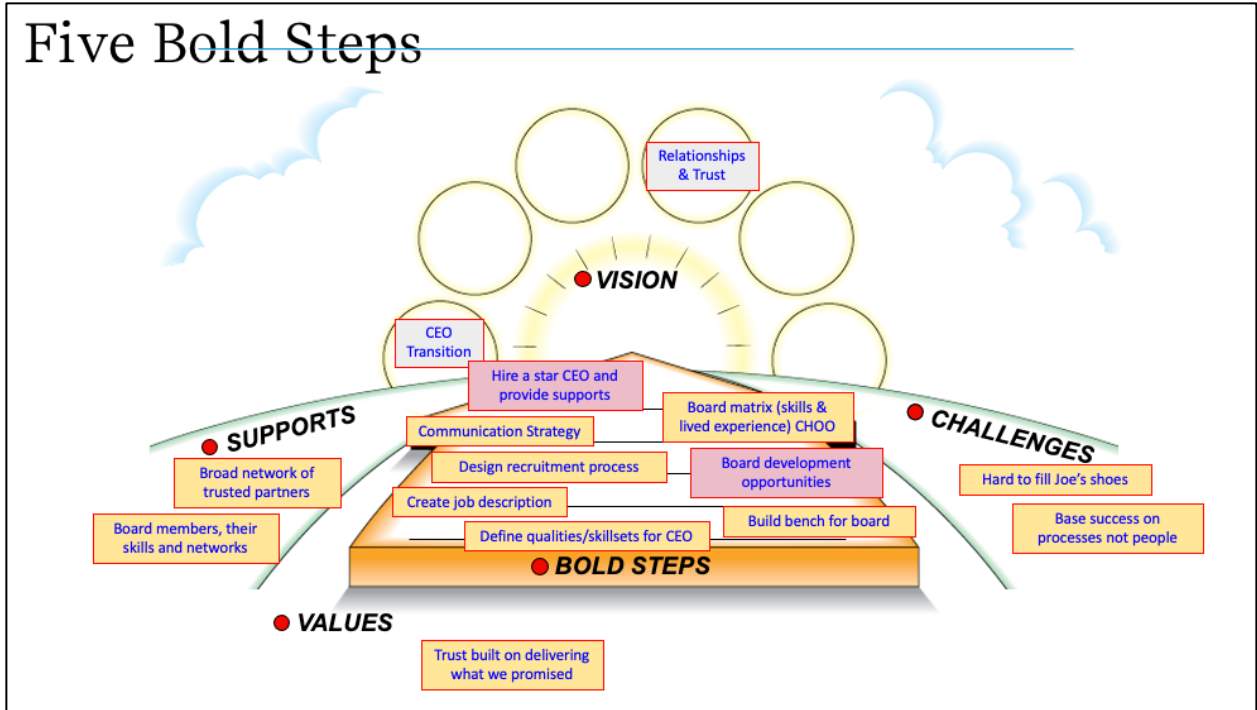 Five Bold Steps
Relationships
& Trust
VISION
CEO
Transition
Hire a star CEO and
provide supports
Board matrix (skills &
lived experience) CHOO
Communication Strategy
Design recruitment process
Board development
opportunities
Create job description
Build bench for board
Define qualities/skillsets for CEO
BOLD STEPS
SUPPORTS
Broad network of
trusted partners
Board members, their
skills and networks
CHALLENGES
Hard to fill Joe's shoes
Base success on
processes not people
VALUES
Trust built on delivering
what we promised